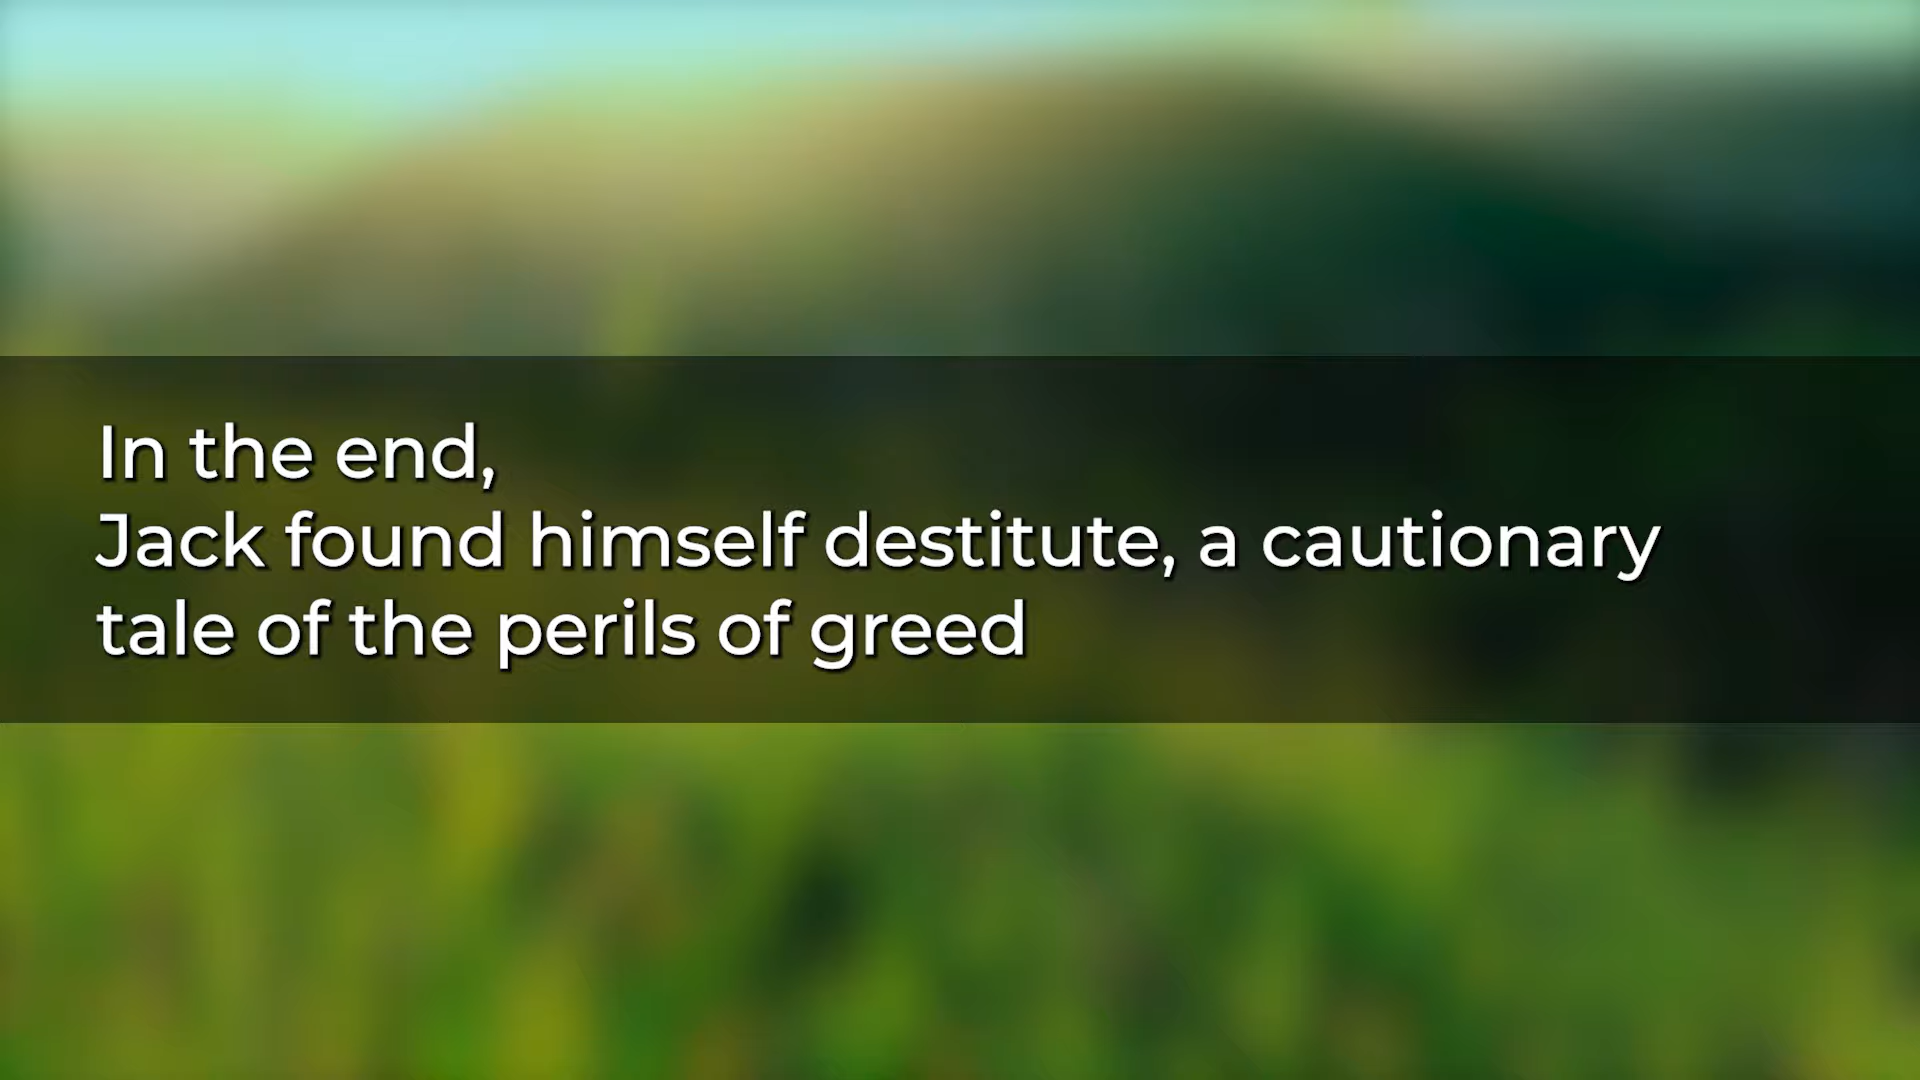 In the end,
Jack found himself destitute, a cautionary
tale of the perils of greed